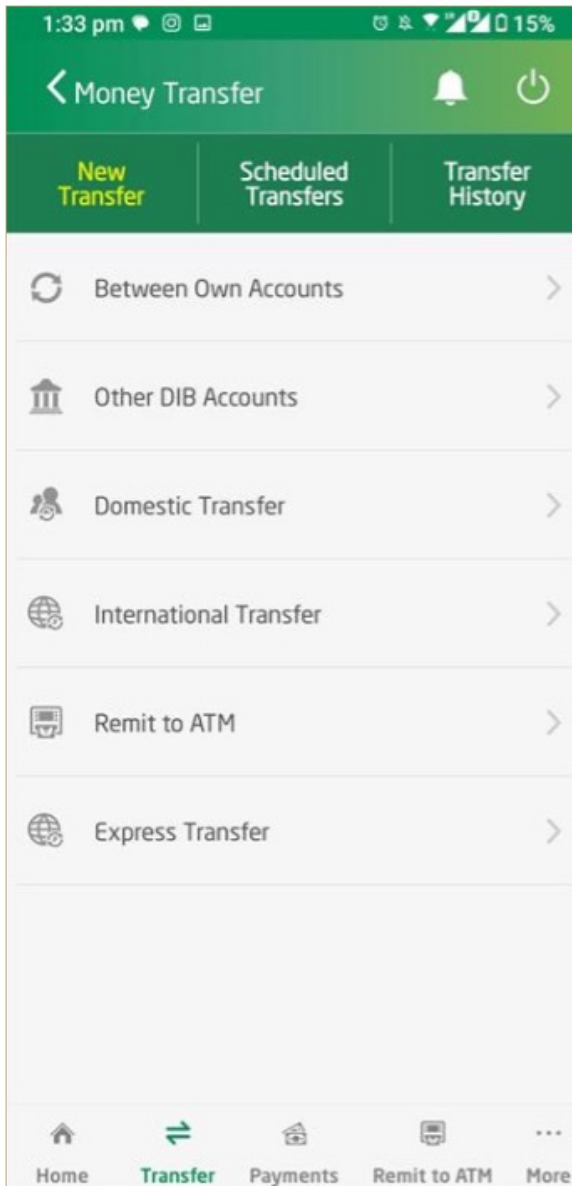 1:33 pm 15%
Money Transfer
New Transfer
Scheduled Transfers
Transfer History
Between Own Accounts
Other DIB Accounts
Domestic Transfer
International Transfer
Remit to ATM
Express Transfer
Home Transfer Payments Remit to ATM More